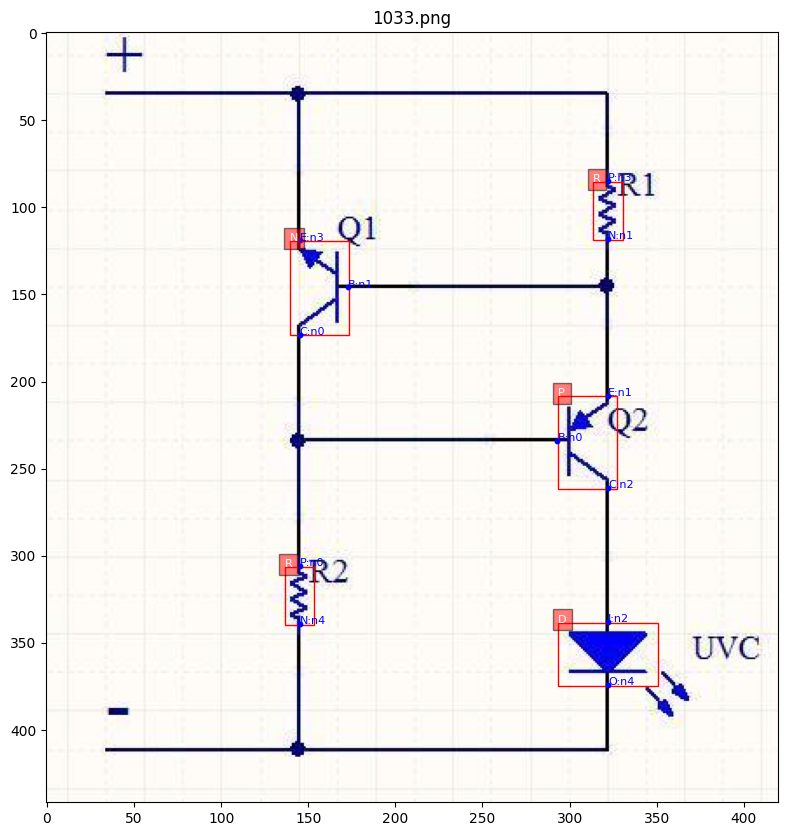 1033.png
0
+
50
R P:n3 R1
100
Q1
N E:n3
N:n1
150
B:n1
C:n0
200
P E:n1
Q2
B:n0
250
C:n2
300
R P:n0 R2
N:n4
350
D I:n2
UVC
O:n4
-
400
0 50 100 150 200 250 300 350 400